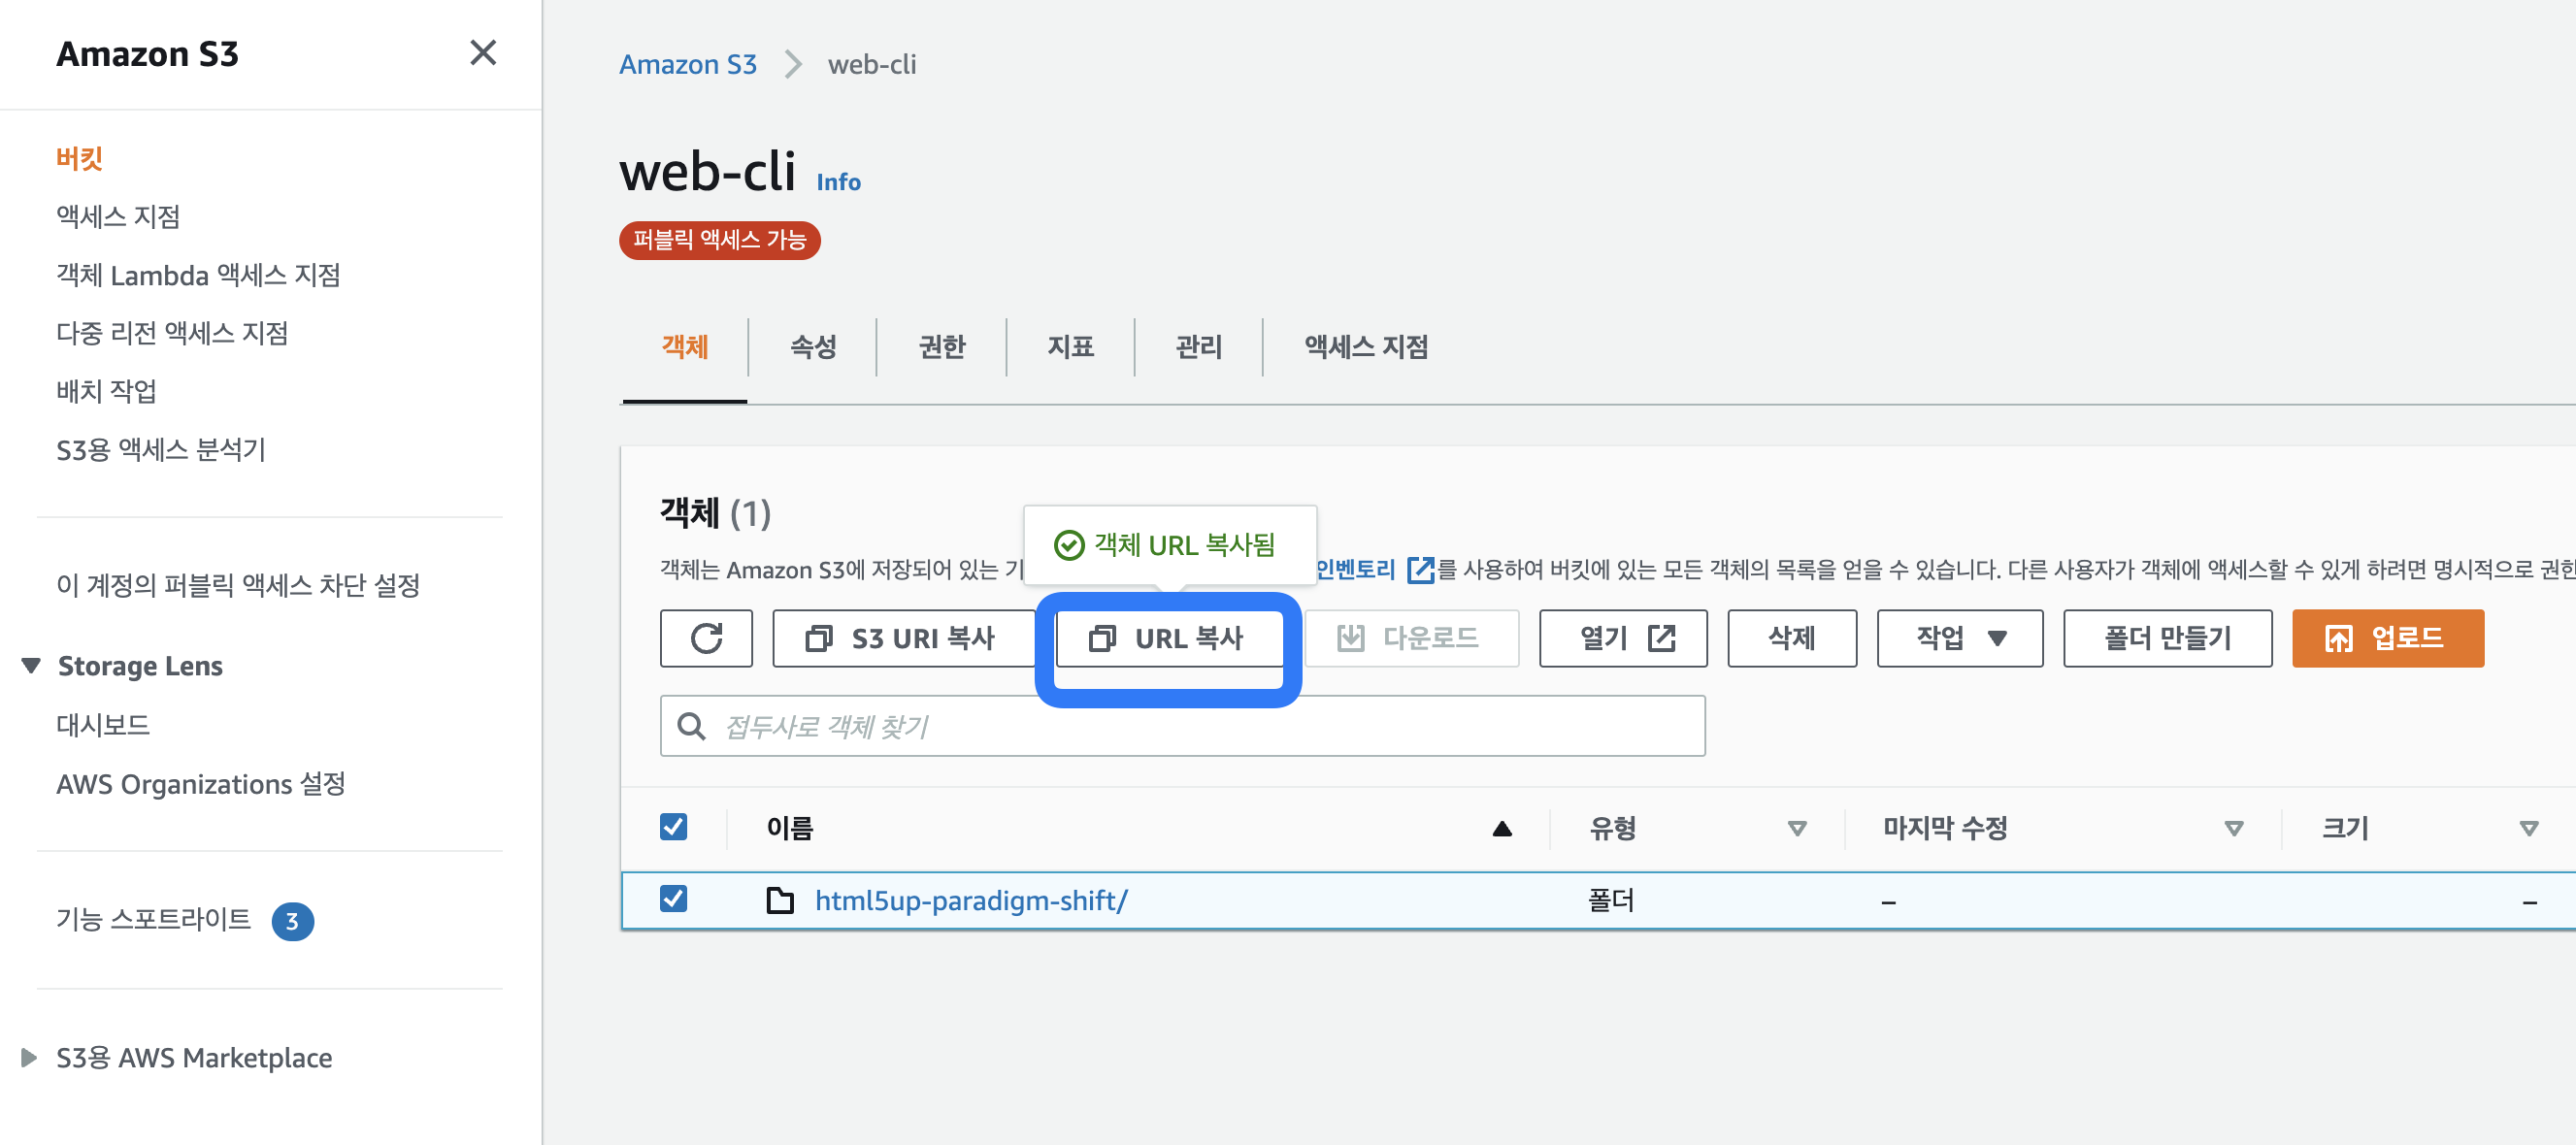 Amazon S3
버킷
액세스 지점
객체 Lambda 액세스 지점
다중 리전 액세스 지점
배치 작업
S3용 액세스 분석기
이 계정의 퍼블릭 액세스 차단 설정
Storage Lens
대시보드
AWS Organizations 설정
기능 스포트라이트 3
S3용 AWS Marketplace
Amazon S3 web-cli
web-cli Info
퍼블릭 액세스 가능
객체 속성 권한 지표 관리 액세스 지점
객체 (1)
객체 URL 복사됨
객체는 Amazon S3에 저장되어 있는 기 인벤토리 를 사용하여 버킷에 있는 모든 객체의 목록을 얻을 수 있습니다. 다른 사용자가 객체에 액세스할 수 있게 하려면 명시적으로 권한
S3 URI 복사 URL 복사 다운로드 열기 삭제 작업 폴더 만들기 업로드
접두사로 객체 찾기
이름 유형 마지막 수정 크기
html5up-paradigm-shift/ 폴더 – –